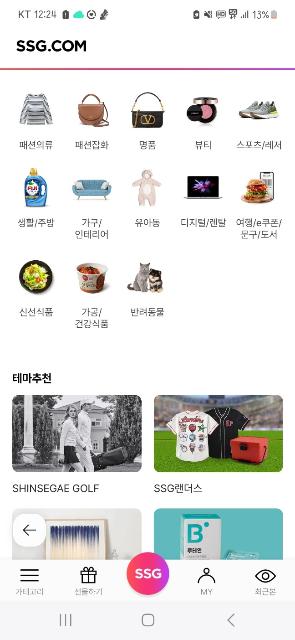 KT 12:24
13%
SSG.COM
패션의류 패션잡화 명품 뷰티 스포츠/레저
생활/주방 가구/ 유아동 디지털/렌탈 여행/e쿠폰/
인테리어 문구/도서
신선식품 가공/ 반려동물
건강식품
테마추천
SHINSEGAE GOLF SSG랜더스
B
루테인
SSG
카테고리 선물하기 MY 최근본